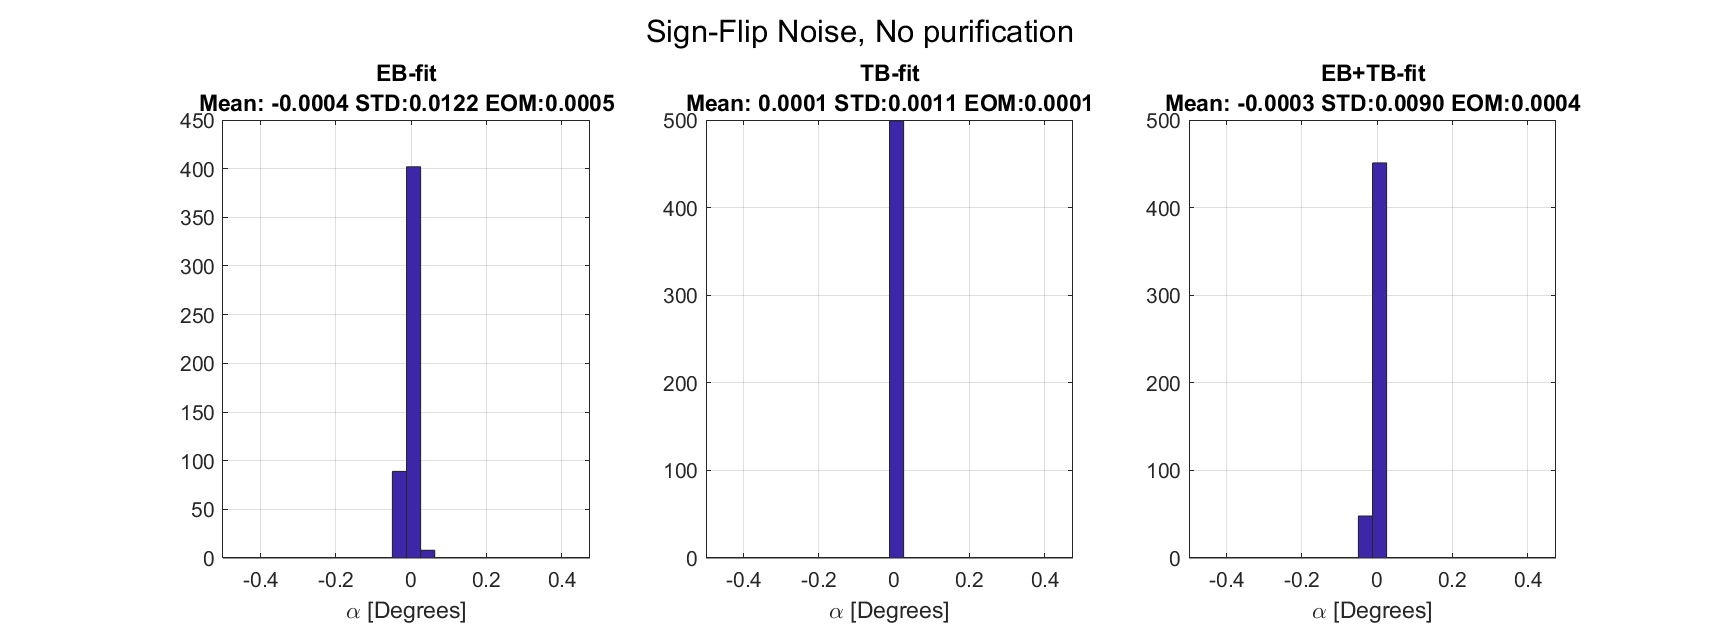 Sign-Flip Noise, No purification
EB-fit
Mean: -0.0004 STD:0.0122 EOM:0.0005
450
400
350
300
250
200
150
100
50
0
-0.4 -0.2 0 0.2 0.4
α [Degrees]
TB-fit
Mean: 0.0001 STD:0.0011 EOM:0.0001
500
400
300
200
100
0
-0.4 -0.2 0 0.2 0.4
α [Degrees]
EB+TB-fit
Mean: -0.0003 STD:0.0090 EOM:0.0004
500
400
300
200
100
0
-0.4 -0.2 0 0.2 0.4
α [Degrees]